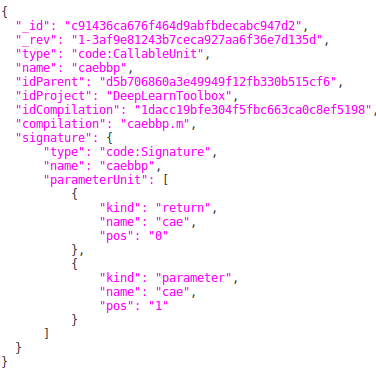 {
  "_id": "c91436ca676f464d9abfbdecabc947d2",
  "_rev": "1-3af9e81243b7ceca927aa6f36e7d135d",
  "type": "code:CallableUnit",
  "name": "caebbp",
  "idParent": "d5b706860a3e49949f12fb330b515cf6",
  "idProject": "DeepLearnToolbox",
  "idCompilation": "1dacc19bfe304f5fbc663ca0c8ef5198",
  "compilation": "caebbp.m",
  "signature": {
      "type": "code:Signature",
      "name": "caebbp",
      "parameterUnit": [
          {
              "kind": "return",
              "name": "cae",
              "pos": "0"
          },
          {
              "kind": "parameter",
              "name": "cae",
              "pos": "1"
          }
      ]
  }
}